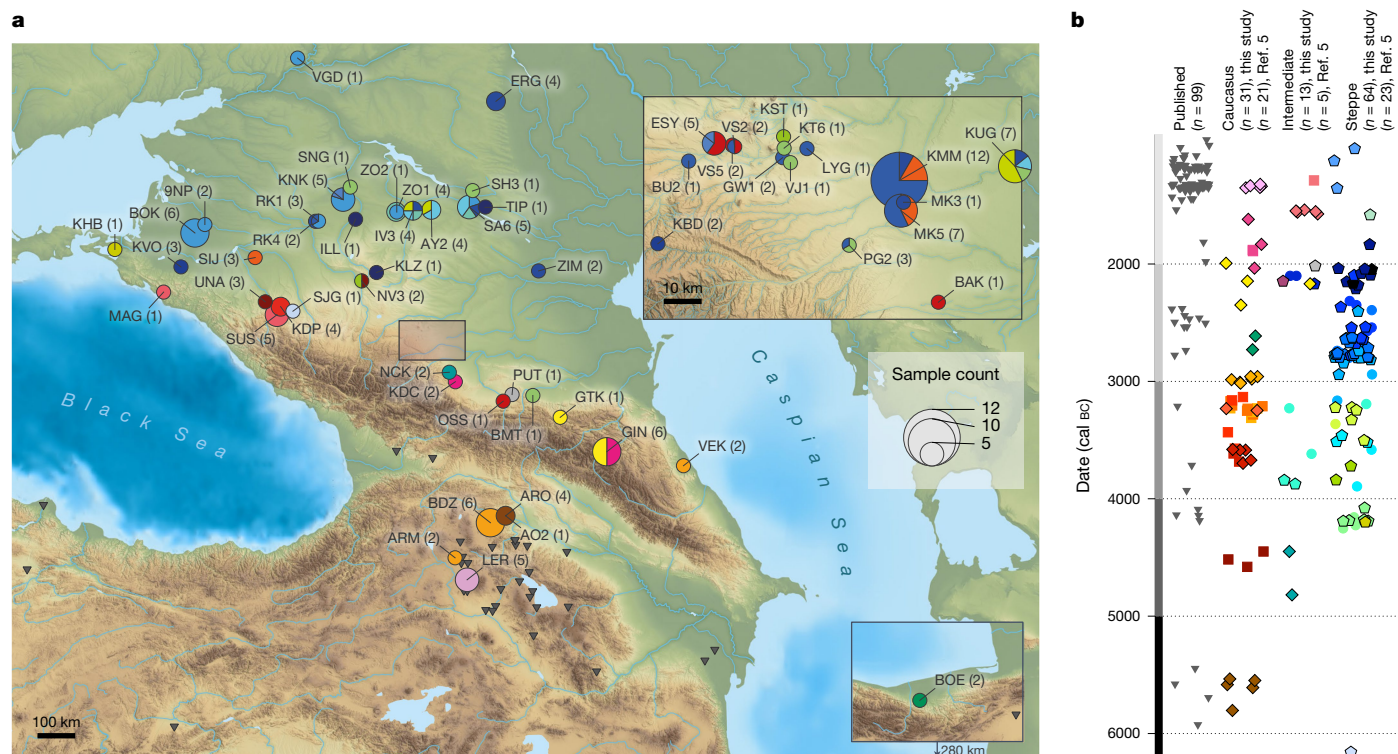 a
VGD (1)
ERG (4)
SNG (1)
ZO2 (1)
KNK (5)
ZO1 (4)
SH3 (1)
9NP (2)
RK1 (3)
TIP (1)
BOK (6)
SA6 (5)
KHB (1)
IV3 (4)
KVO (3)
RK4 (2)
AY2 (4)
ILL (1)
SIJ (3)
KLZ (1)
ZIM (2)
UNA (3)
NV3 (2)
SJG (1)
MAG (1)
KDP (4)
SUS (5)
NCK (2)
PUT (1)
KDC (2)
GTK (1)
OSS (1)
BMT (1)
GIN (6)
VEK (2)
BDZ (6)
ARO (4)
AO2 (1)
ARM (2)
LER (5)
Black Sea
Caspian Sea
100 km
KST (1)
ESY (5)
VS2 (2)
KT6 (1)
KUG (7)
LYG (1)
KMM (12)
VS5 (2)
BU2 (1)
GW1 (2)
VJ1 (1)
MK3 (1)
KBD (2)
MK5 (7)
PG2 (3)
BAK (1)
10 km
Sample count
12
10
5
BOE (2)
280 km
b
Published
(n = 99)
Caucasus
(n = 31), this study
(n = 21), Ref. 5
Intermediate
(n = 13), this study
(n = 5), Ref. 5
Steppe
(n = 64), this study
(n = 23), Ref. 5
Date (cal BC)
2000
3000
4000
5000
6000